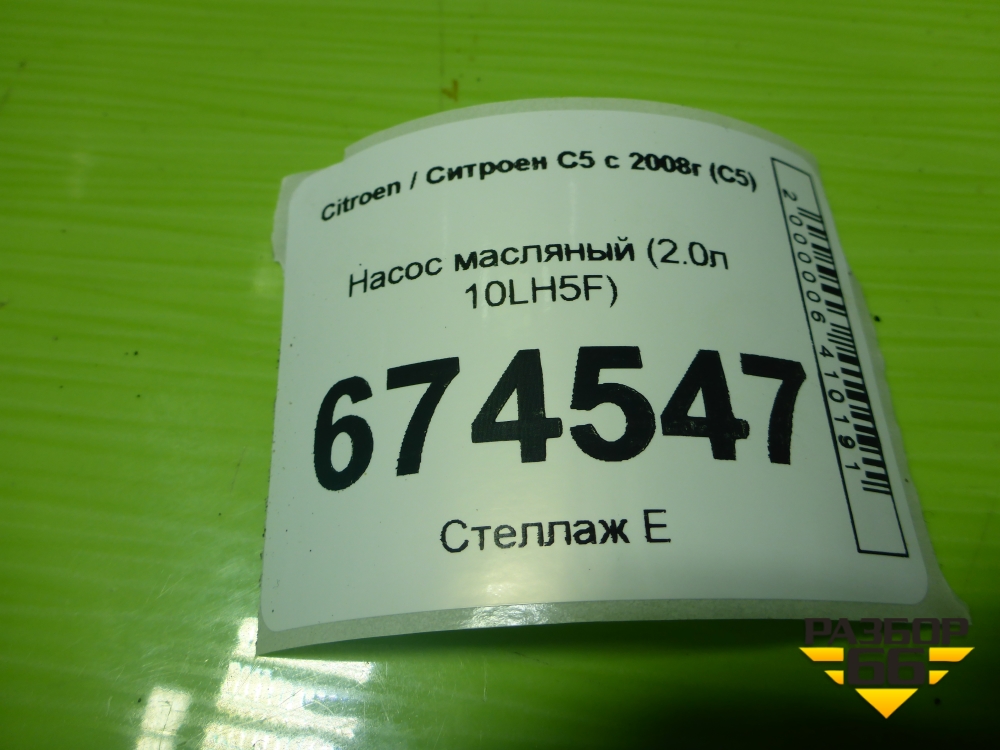 Citroen / Ситроен C5 с 2008г (C5)
Насос масляный (2.0л
10LH5F)
674547
Стеллаж E
2000006410191
РАЗБОР
66